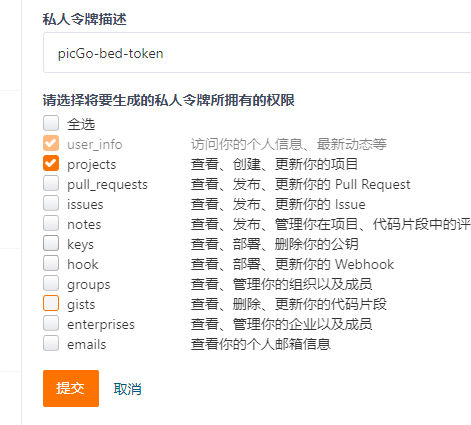 私人令牌描述
picGo-bed-token
请选择将要生成的私人令牌所拥有的权限
全选
user_info 访问你的个人信息、最新动态等
projects 查看、创建、更新你的项目
pull_requests 查看、发布、更新你的 Pull Request
issues 查看、发布、更新你的 Issue
notes 查看、发布、管理你在项目、代码片段中的评
keys 查看、部署、删除你的公钥
hook 查看、部署、更新你的 Webhook
groups 查看、管理你的组织以及成员
gists 查看、删除、更新你的代码片段
enterprises 查看、管理你的企业以及成员
emails 查看你的个人邮箱信息
提交 取消